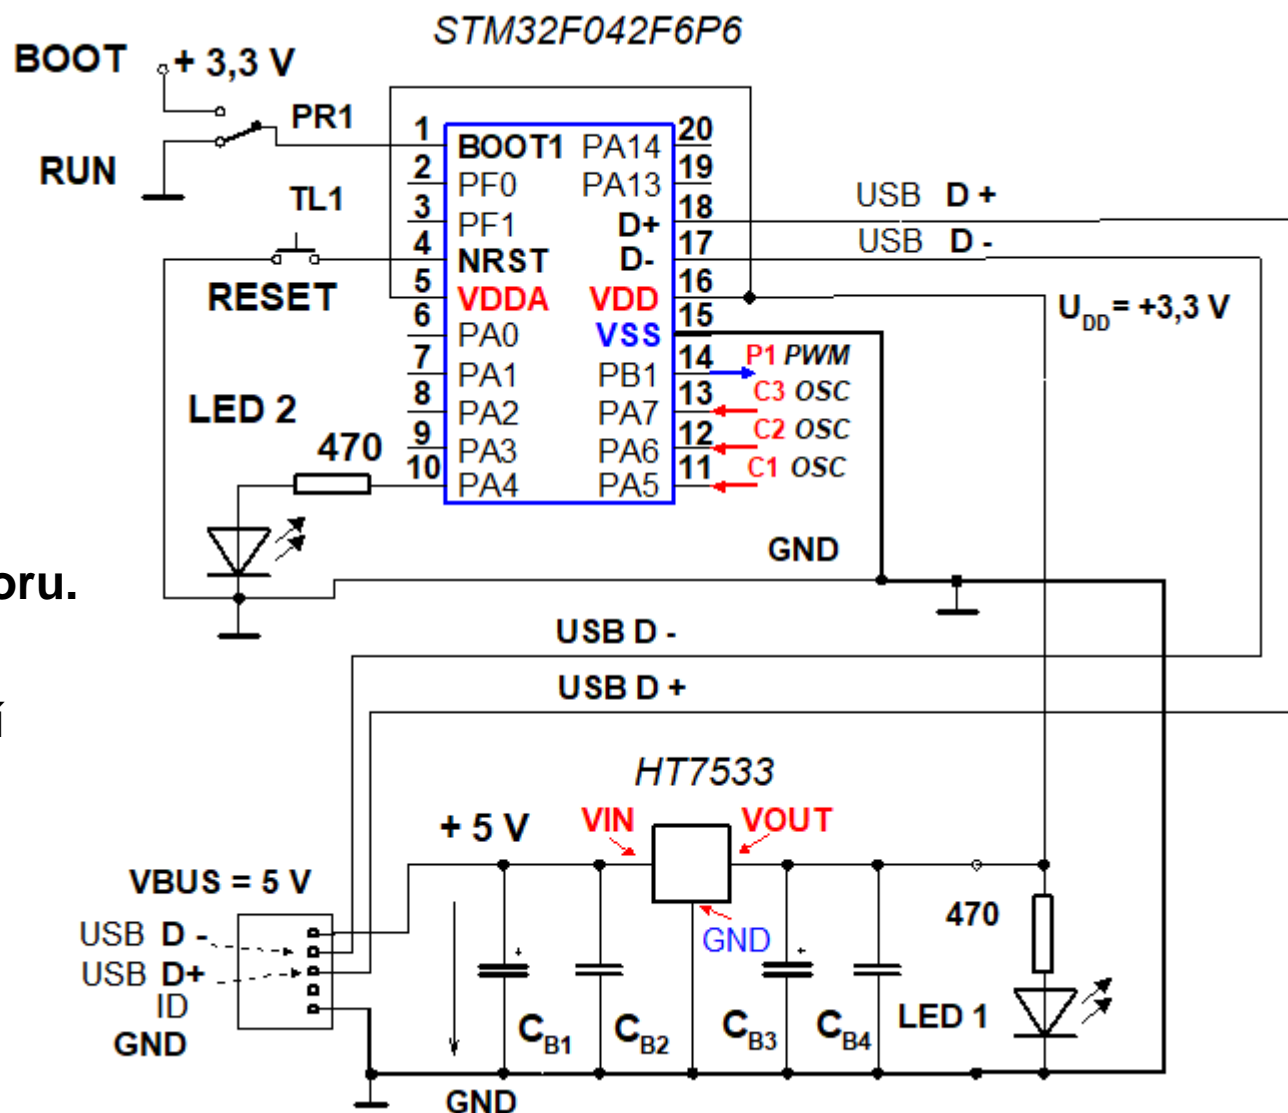 STM32F042F6P6
BOOT
+ 3,3 V
PR1
RUN
TL1
RESET
1 BOOT1 PA14 20
2 PF0 PA13 19
3 PF1 D+ 18
4 NRST D- 17
5 VDDA VDD 16
6 PA0 VSS 15
7 PA1 PB1 14
8 PA2 PA7 13
9 PA3 PA6 12
10 PA4 PA5 11
USB D +
USB D -
UDD = +3,3 V
P1 PWM
C3 OSC
C2 OSC
C1 OSC
LED 2
470
GND
oru.
USB D -
USB D +
í
HT7533
+ 5 V
VIN
VOUT
VBUS = 5 V
GND
470
USB D -
USB D+
ID
GND
CB1
CB2
CB3
CB4
LED 1
GND